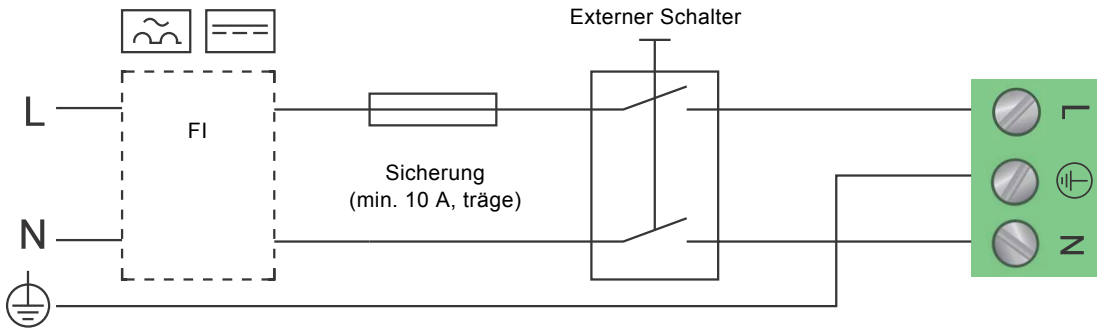 Externer Schalter
L
FI
Sicherung
(min. 10 A, träge)
N
L
N